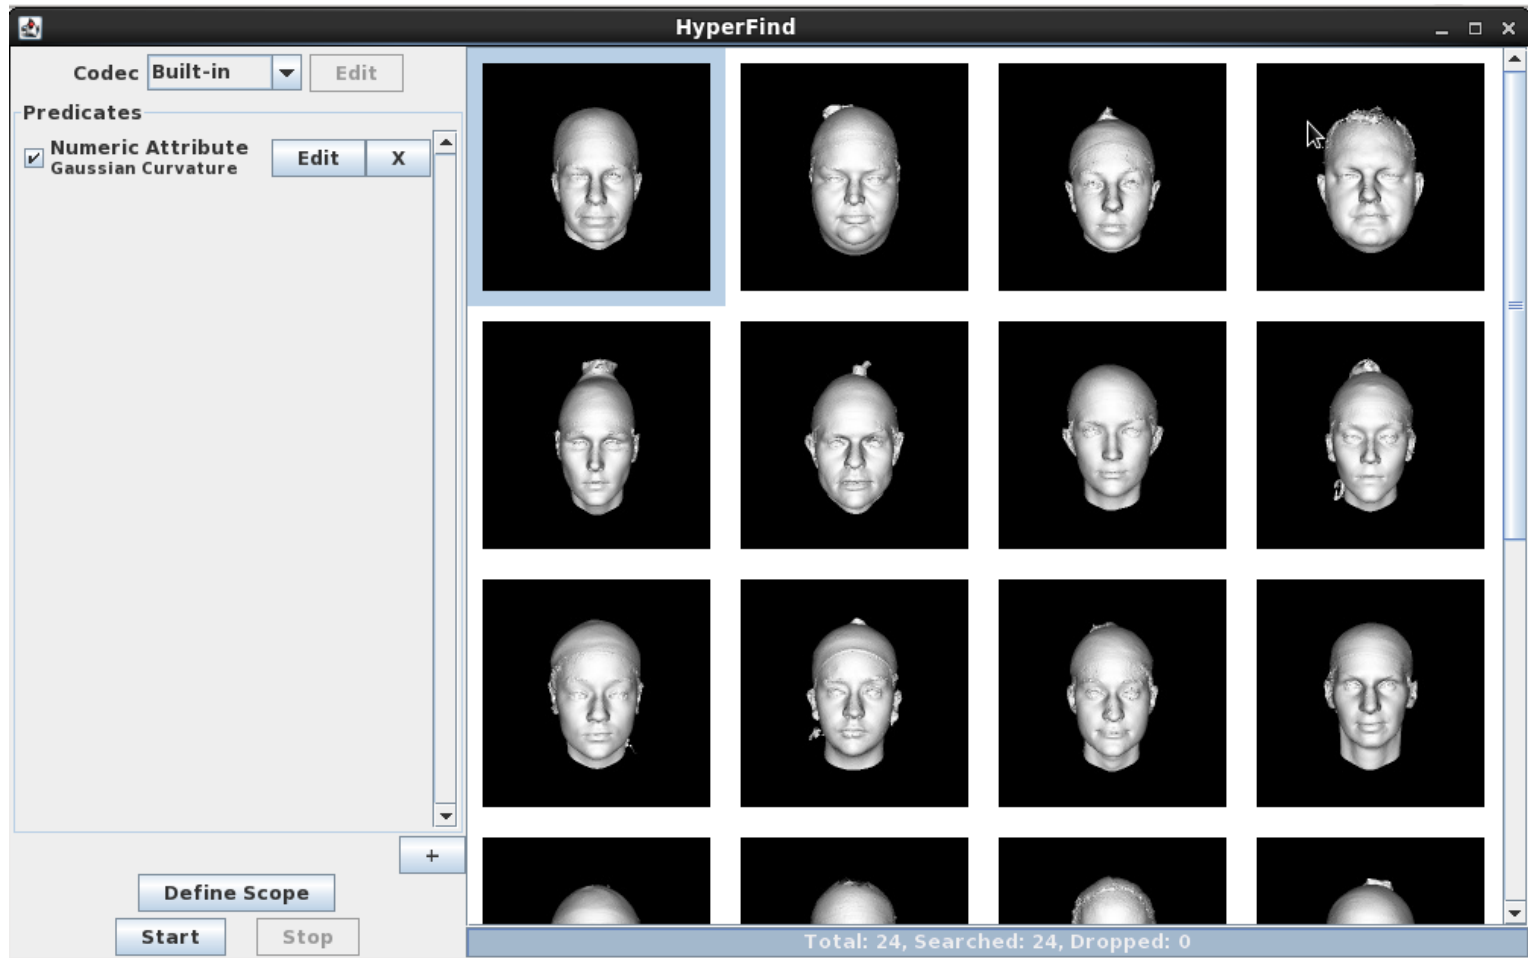 HyperFind
Codec Built-in Edit
Predicates
Numeric Attribute
Gaussian Curvature
Edit X
+
Define Scope
Start Stop
Total: 24, Searched: 24, Dropped: 0